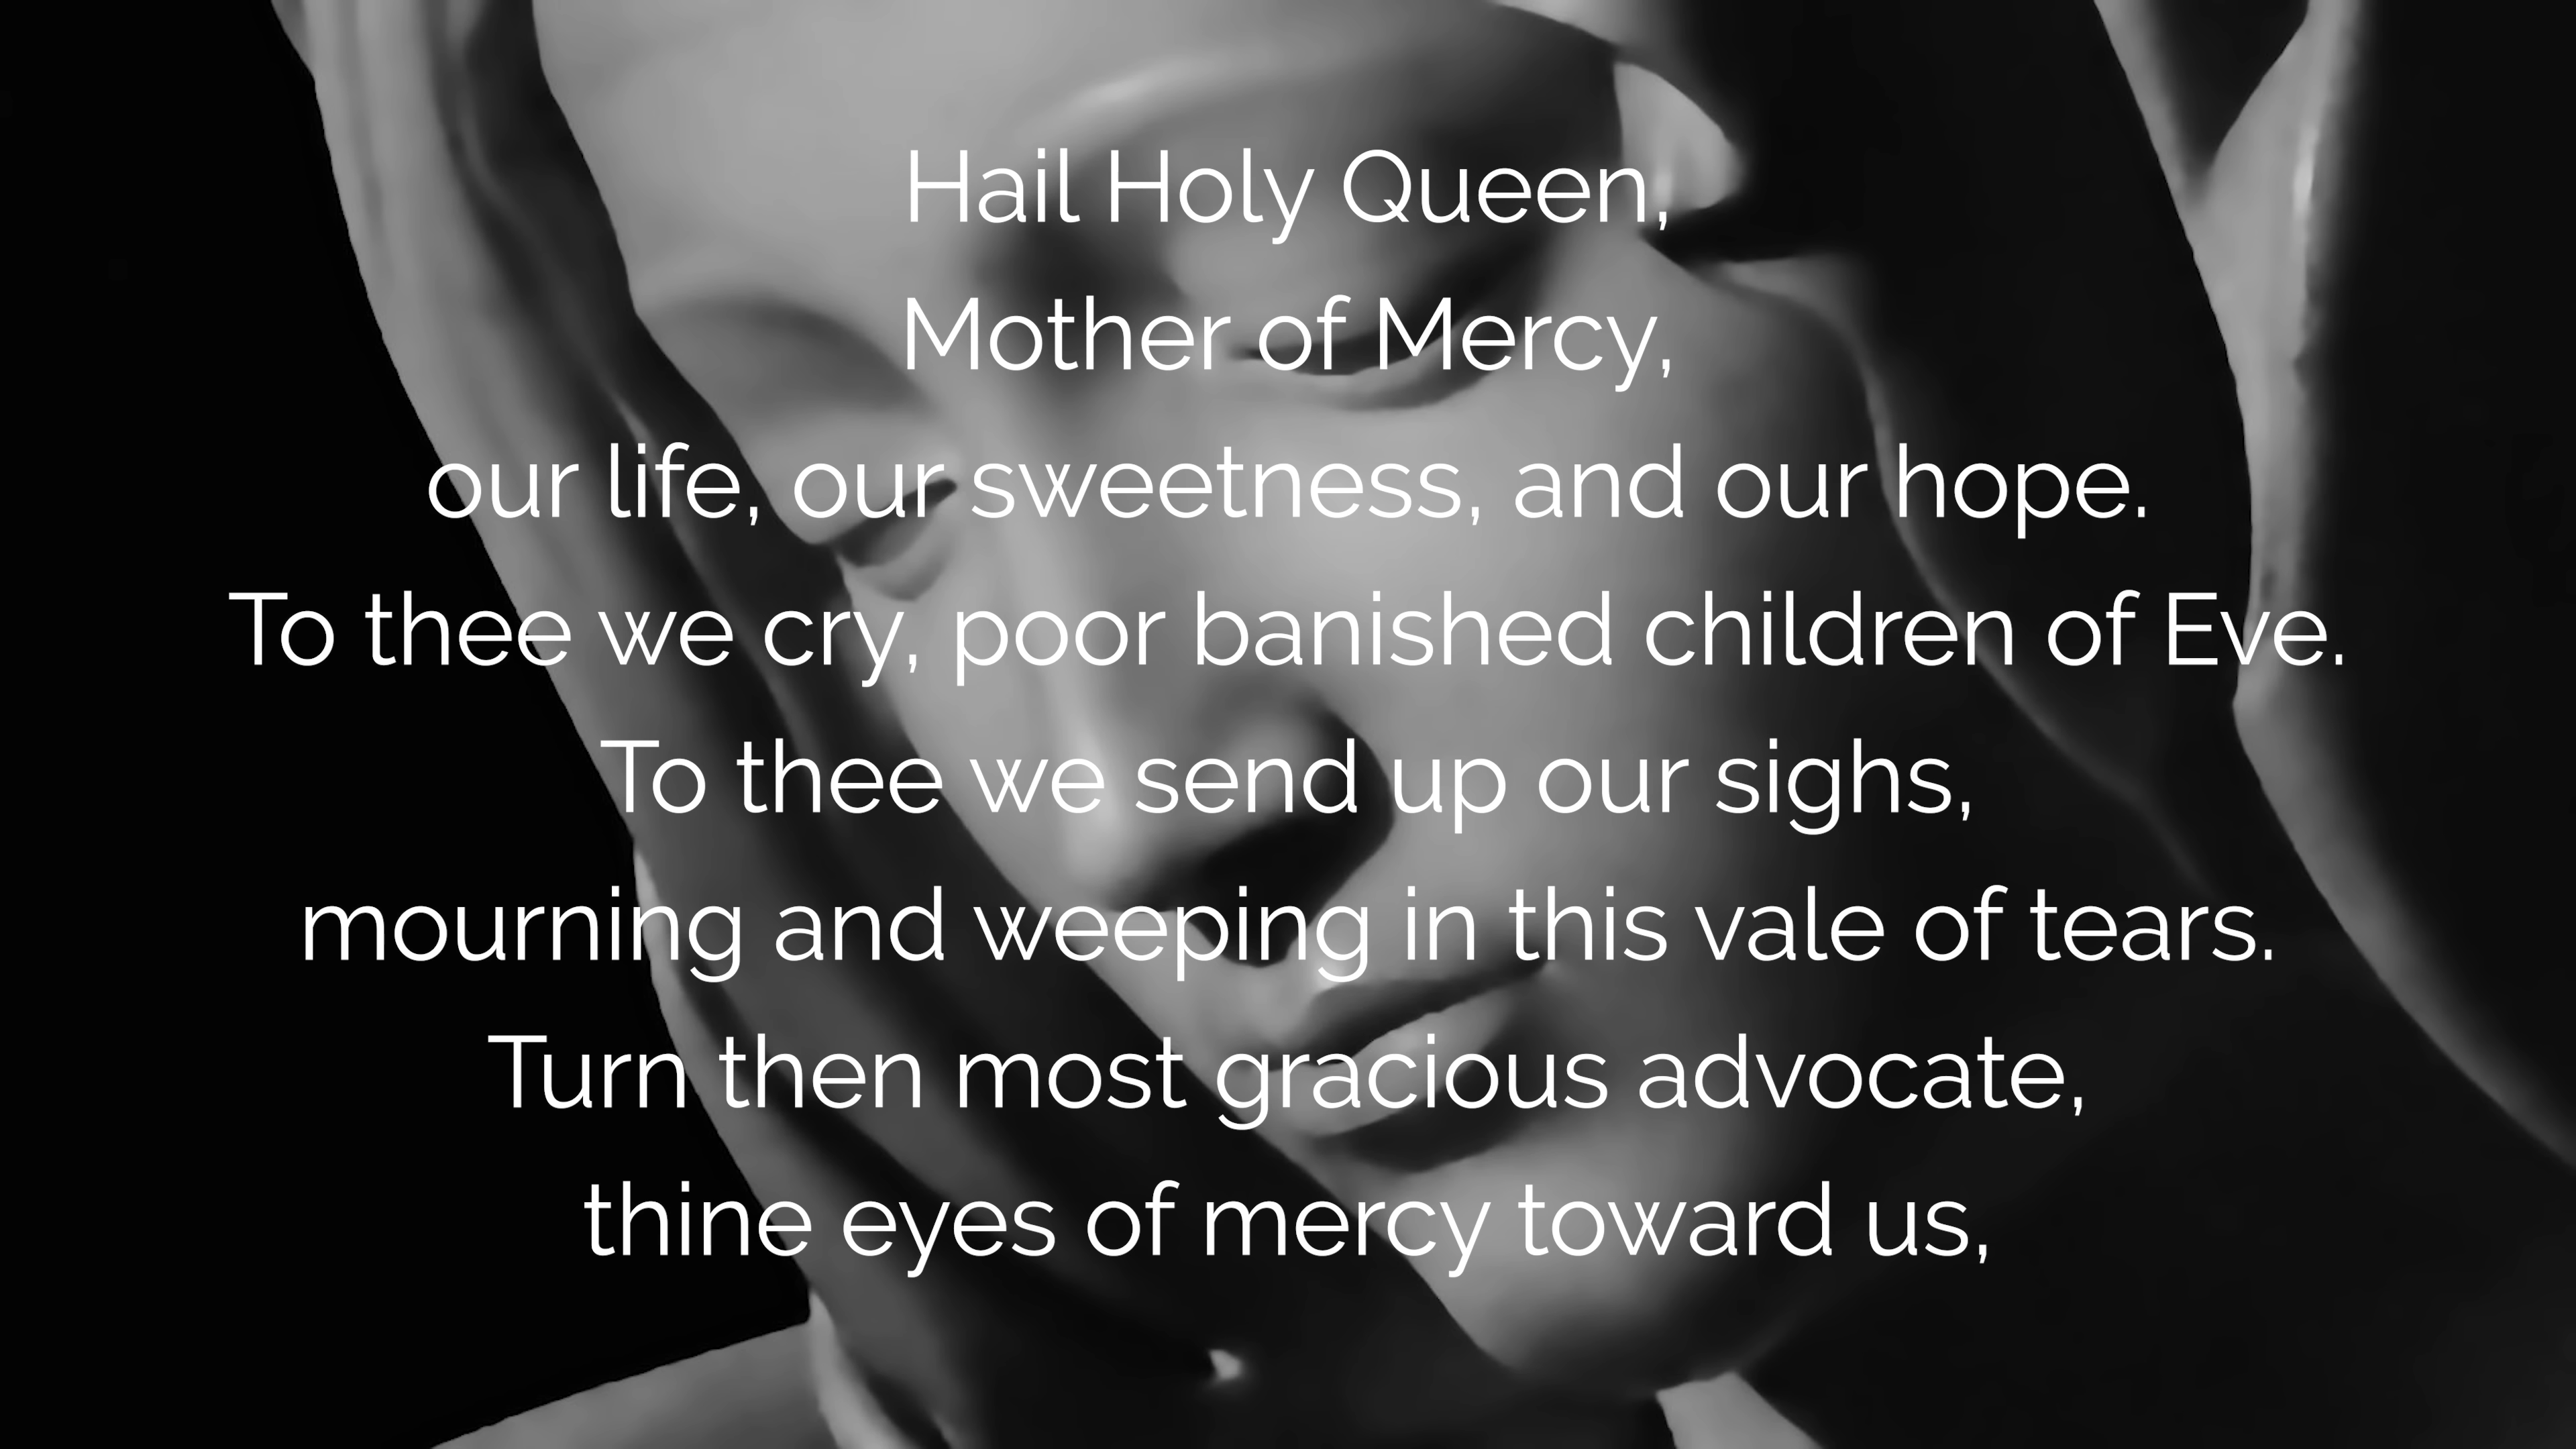 Hail Holy Queen,
Mother of Mercy,
our life, our sweetness, and our hope.
To thee we cry, poor banished children of Eve.
To thee we send up our sighs,
mourning and weeping in this vale of tears.
Turn then most gracious advocate,
thine eyes of mercy toward us,